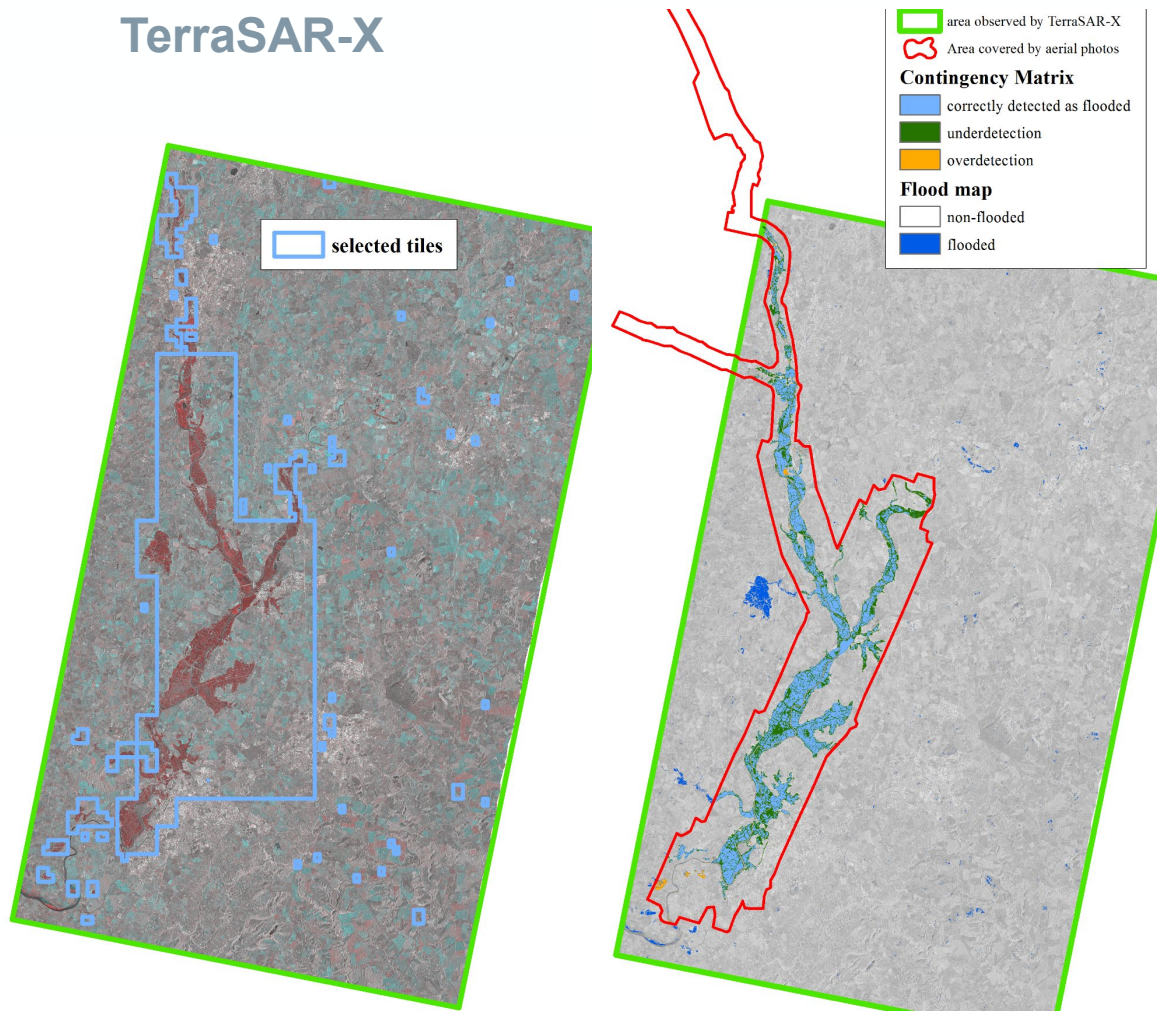 TerraSAR-X
selected tiles
area observed by TerraSAR-X
Area covered by aerial photos
Contingency Matrix
correctly detected as flooded
underdetection
overdetection
Flood map
non-flooded
flooded